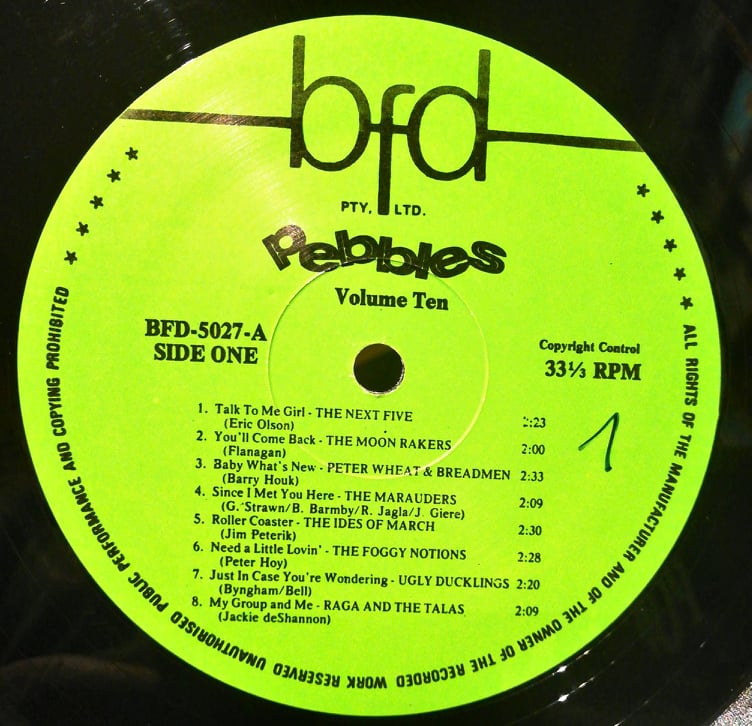 bfd
PTY, LTD.
Pebbles
Volume Ten
BFD-5027-A
SIDE ONE
Copyright Control
33⅓ RPM
1
1. Talk To Me Girl - THE NEXT FIVE 2:23
(Eric Olson)
2. You'll Come Back - THE MOON RAKERS 2:00
(Flanagan)
3. Baby What's New - PETER WHEAT & BREADMEN 2:33
(Barry Houk)
4. Since I Met You Here - THE MARAUDERS 2:09
(G. Strawn/B. Barmby/R. Jagla/J. Giere)
5. Roller Coaster - THE IDES OF MARCH 2:30
(Jim Peterik)
6. Need a Little Lovin' - THE FOGGY NOTIONS 2:28
(Peter Hoy)
7. Just In Case You're Wondering - UGLY DUCKLINGS 2:20
(Byngham/Bell)
8. My Group and Me - RAGA AND THE TALAS 2:09
(Jackie deShannon)
ALL RIGHTS OF THE MANUFACTURER AND OF THE OWNER OF THE RECORDED WORK RESERVED UNAUTHORISED PUBLIC PERFORMANCE AND COPYING PROHIBITED